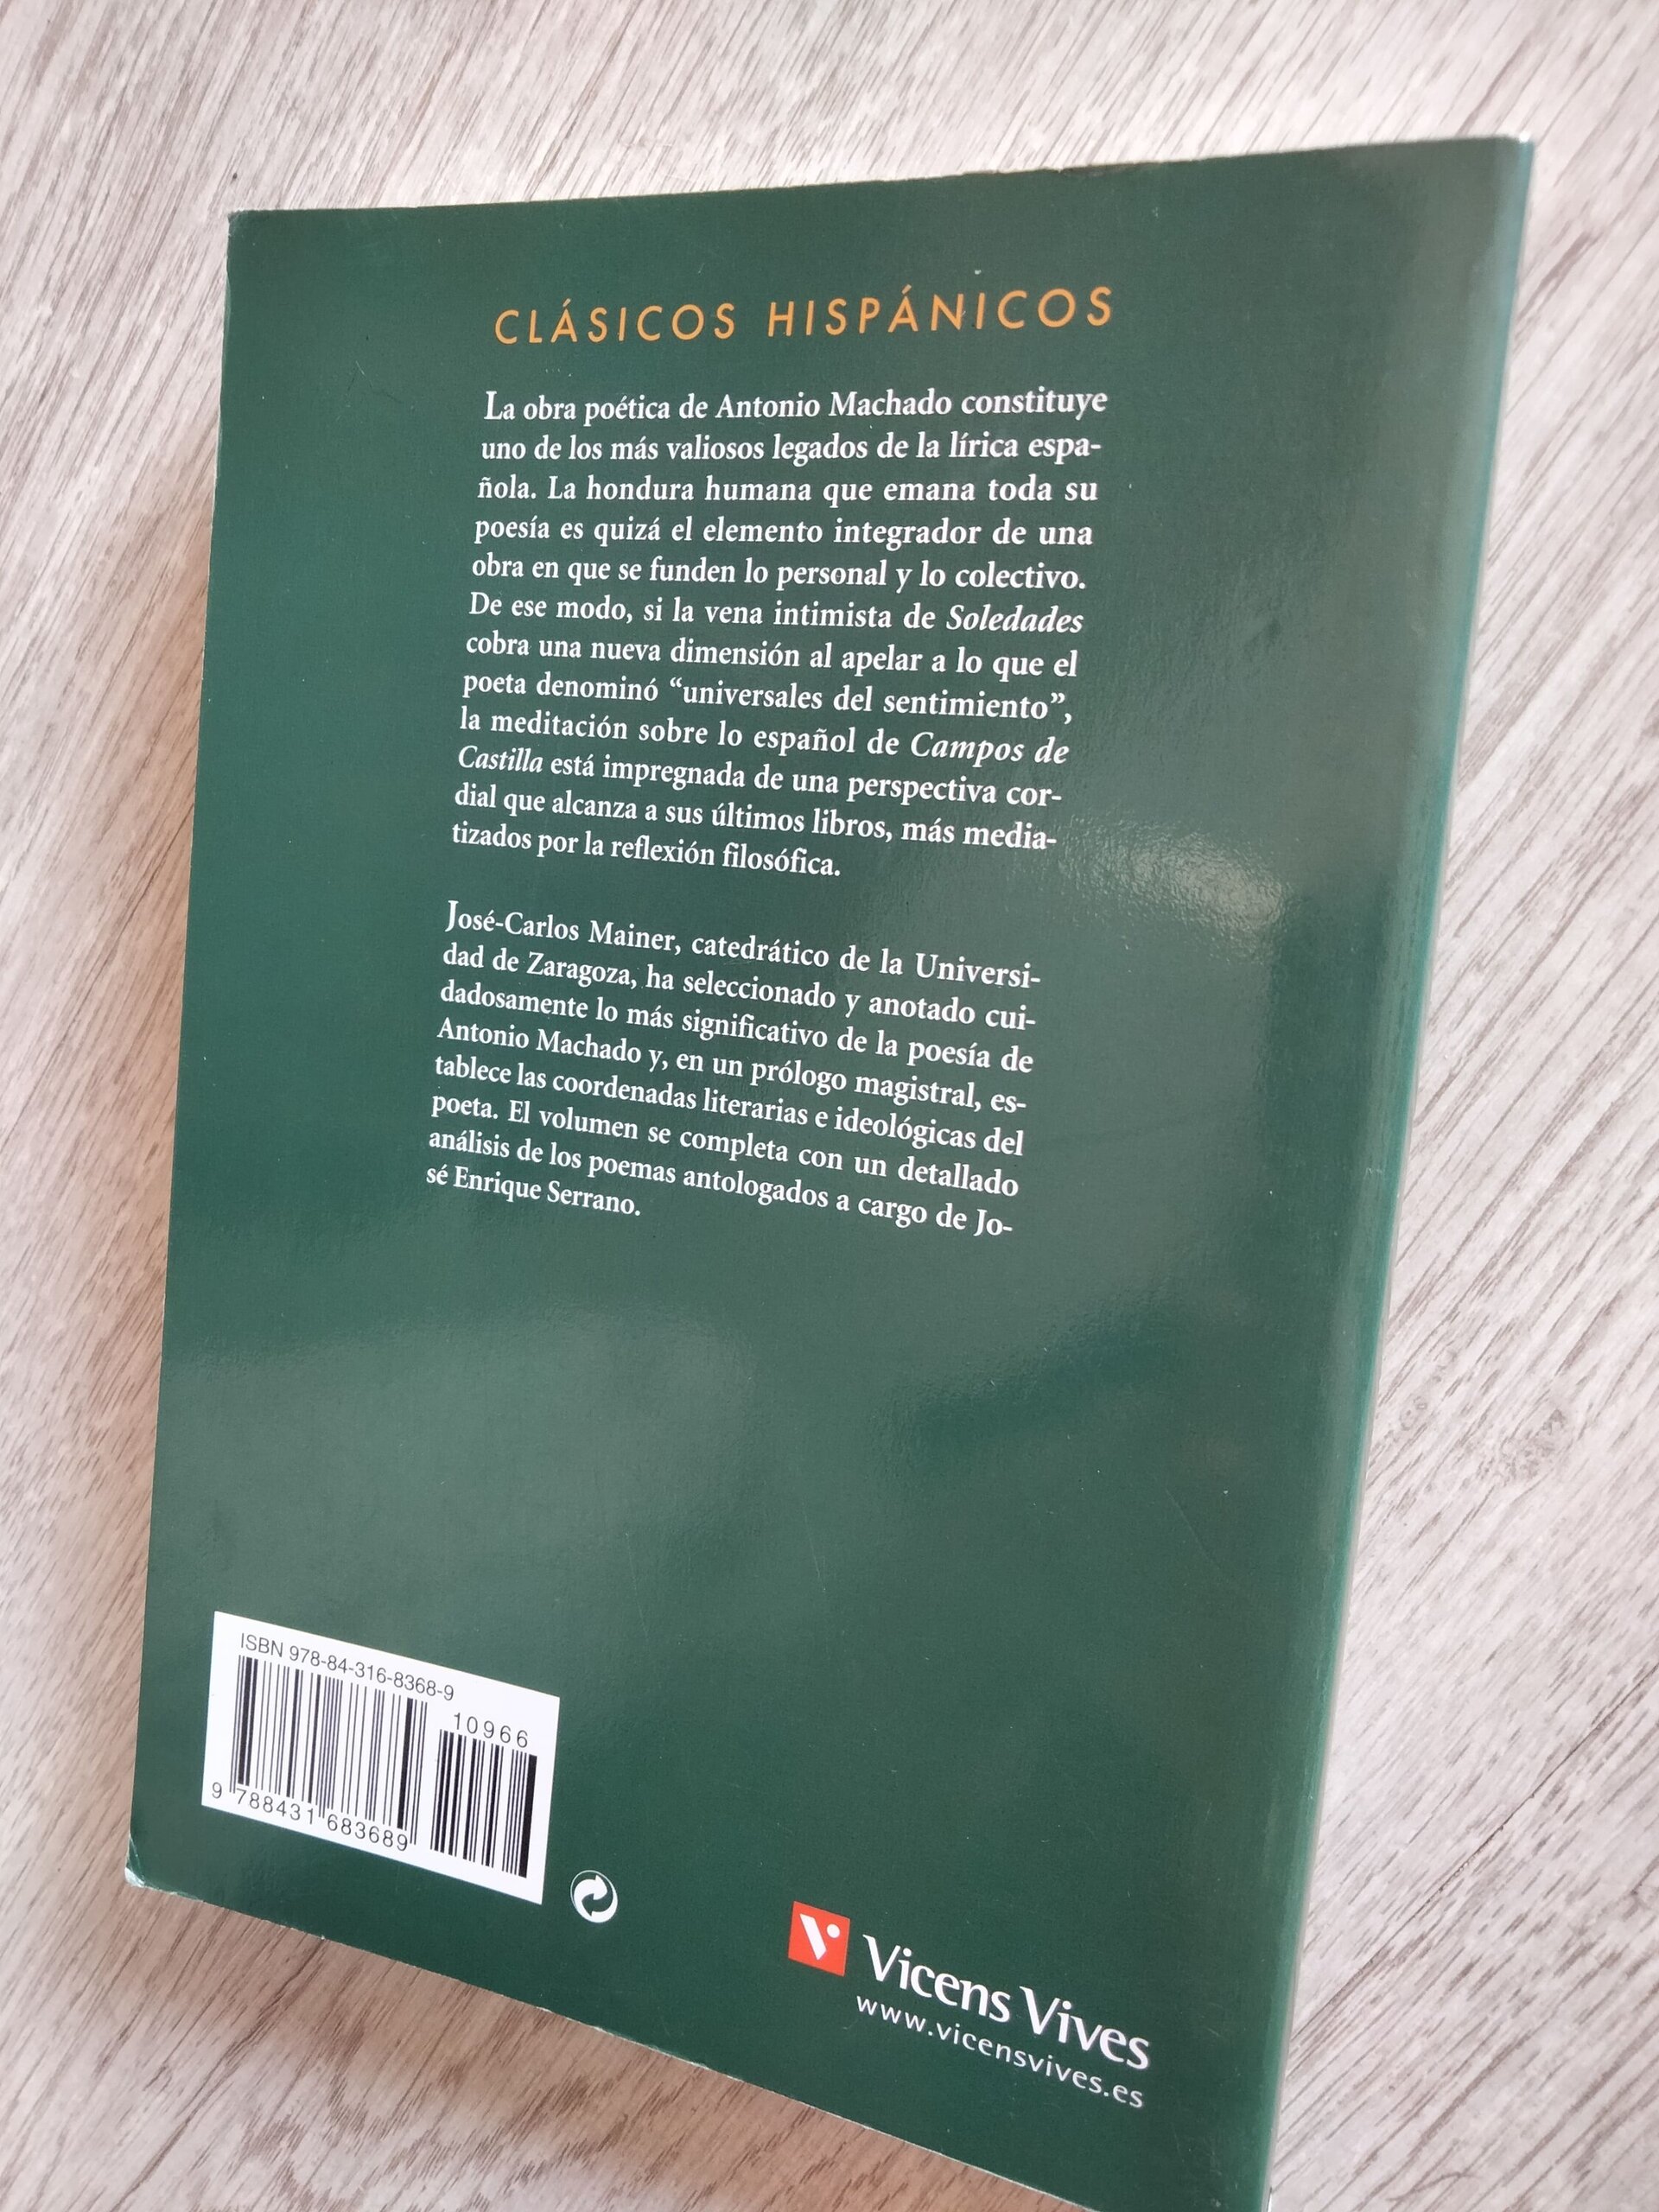 CLÁSICOS HISPÁNICOS
La obra poética de Antonio Machado constituye
uno de los más valiosos legados de la lírica espa-
ñola. La hondura humana que emana toda su
poesía es quizá el elemento integrador de una
obra en que se funden lo personal y lo colectivo.
De ese modo, si la vena intimista de Soledades
cobra una nueva dimensión al apelar a lo que el
poeta denominó “universales del sentimiento”,
la meditación sobre lo español de Campos de
Castilla está impregnada de una perspectiva cor-
dial que alcanza a sus últimos libros, más media-
tizados por la reflexión filosófica.
José-Carlos Mainer, catedrático de la Universi-
dad de Zaragoza, ha seleccionado y anotado cui-
dadosamente lo más significativo de la poesía de
Antonio Machado y, en un prólogo magistral, es-
tablece las coordenadas literarias e ideológicas del
poeta. El volumen se completa con un detallado
análisis de los poemas antologados a cargo de Jo-
sé Enrique Serrano.
ISBN 978-84-316-8368-9
10966
9 788431 683689
Vicens Vives
www.vicensvives.es